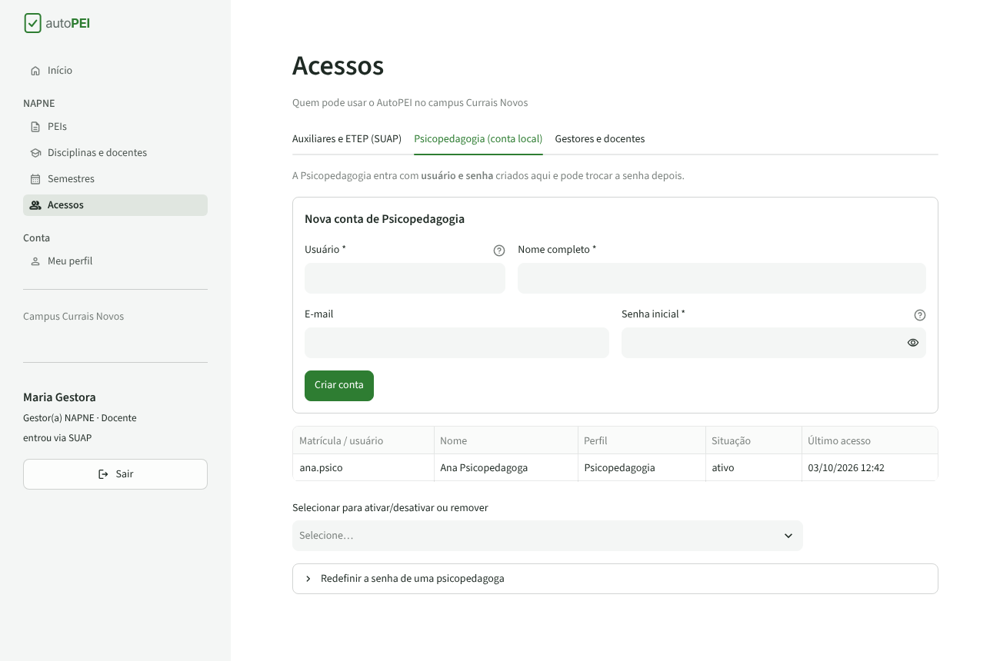 autoPEI
Início
NAPNE
PEIs
Disciplinas e docentes
Semestres
Acessos
Conta
Meu perfil
Campus Currais Novos
Maria Gestora
Gestor(a) NAPNE · Docente
entrou via SUAP
Sair
Acessos
Quem pode usar o AutoPEI no campus Currais Novos
Auxiliares e ETEP (SUAP) Psicopedagogia (conta local) Gestores e docentes
A Psicopedagogia entra com usuário e senha criados aqui e pode trocar a senha depois.
Nova conta de Psicopedagogia
Usuário * Nome completo *
E-mail Senha inicial *
Criar conta
Matrícula / usuário Nome Perfil Situação Último acesso
ana.psico Ana Psicopedagoga Psicopedagogia ativo 03/10/2026 12:42
Selecionar para ativar/desativar ou remover
Selecione...
Redefinir a senha de uma psicopedagoga